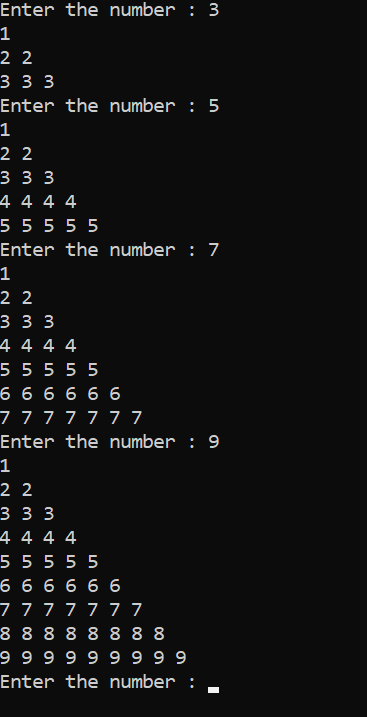 Enter the number : 3
1
2 2
3 3 3
Enter the number : 5
1
2 2
3 3 3
4 4 4 4
5 5 5 5 5
Enter the number : 7
1
2 2
3 3 3
4 4 4 4
5 5 5 5 5
6 6 6 6 6 6
7 7 7 7 7 7 7
Enter the number : 9
1
2 2
3 3 3
4 4 4 4
5 5 5 5 5
6 6 6 6 6 6
7 7 7 7 7 7 7
8 8 8 8 8 8 8 8
9 9 9 9 9 9 9 9 9
Enter the number :